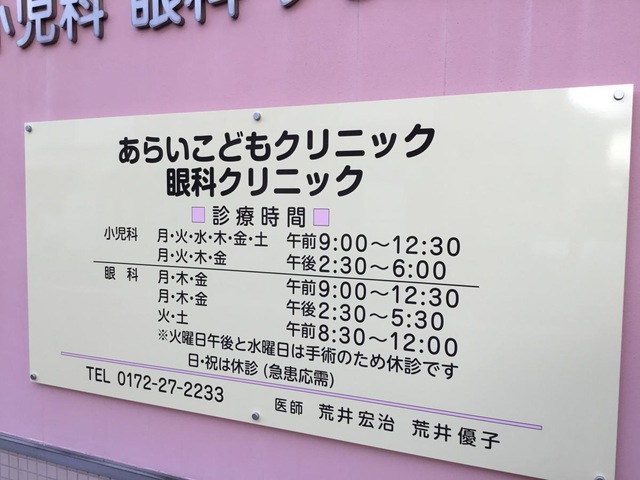 小児科 眼科
あらいこどもクリニック
眼科クリニック
診療時間
小児科 月・火・水・木・金・土 午前9:00〜12:30
月・火・木・金 午後2:30〜6:00
眼科 月・木・金 午前9:00〜12:30
月・木・金 午後2:30〜5:30
火・土 午前8:30〜12:00
※火曜日午後と水曜日は手術のため休診です
日・祝は休診 (急患応需)
TEL 0172-27-2233
医師 荒井宏治 荒井優子